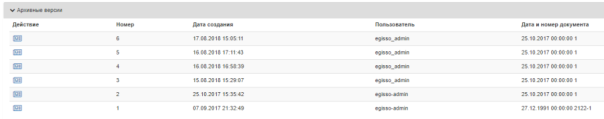 Архивные версии
Действие Номер Дата создания Пользователь Дата и номер документа
6 17.08.2018 15:05:11 egisso_admin 25.10.2017 00:00:00 1
5 16.08.2018 17:11:43 egisso_admin 25.10.2017 00:00:00 1
4 16.08.2018 16:58:39 egisso_admin 25.10.2017 00:00:00 1
3 15.08.2018 15:29:07 egisso_admin 25.10.2017 00:00:00 1
2 25.10.2017 15:35:42 egisso-admin 25.10.2017 00:00:00 1
1 07.09.2017 21:32:49 egisso-admin 27.12.1991 00:00:00 2122-1